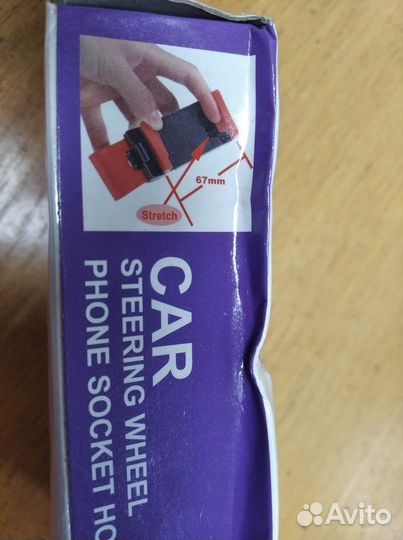 67mm
Stretch
CAR
STEERING WHEEL
PHONE SOCKET HO
Avito